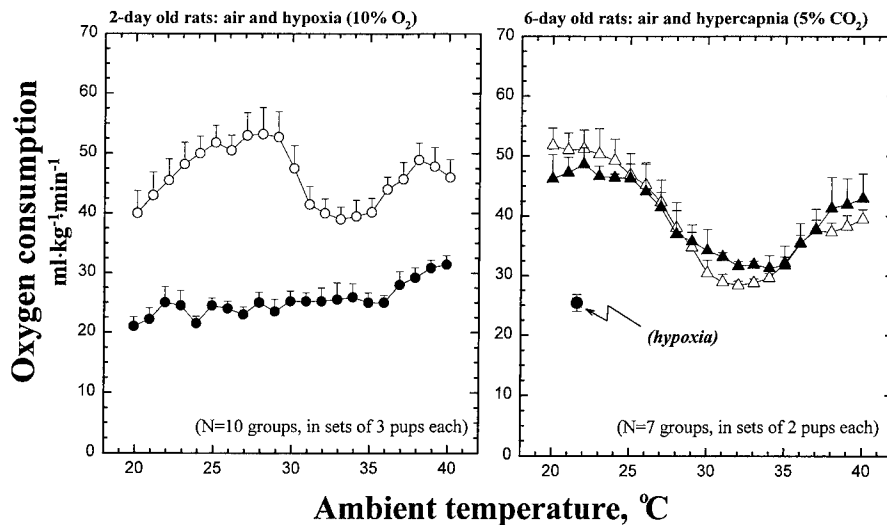 2-day old rats: air and hypoxia (10% O₂)
6-day old rats: air and hypercapnia (5% CO₂)
Oxygen consumption
ml·kg⁻¹min⁻¹
70
60
50
40
30
20
10
0
(N=10 groups, in sets of 3 pups each)
20 25 30 35 40
70
60
50
40
30
20
10
0
(hypoxia)
(N=7 groups, in sets of 2 pups each)
20 25 30 35 40
Ambient temperature, °C